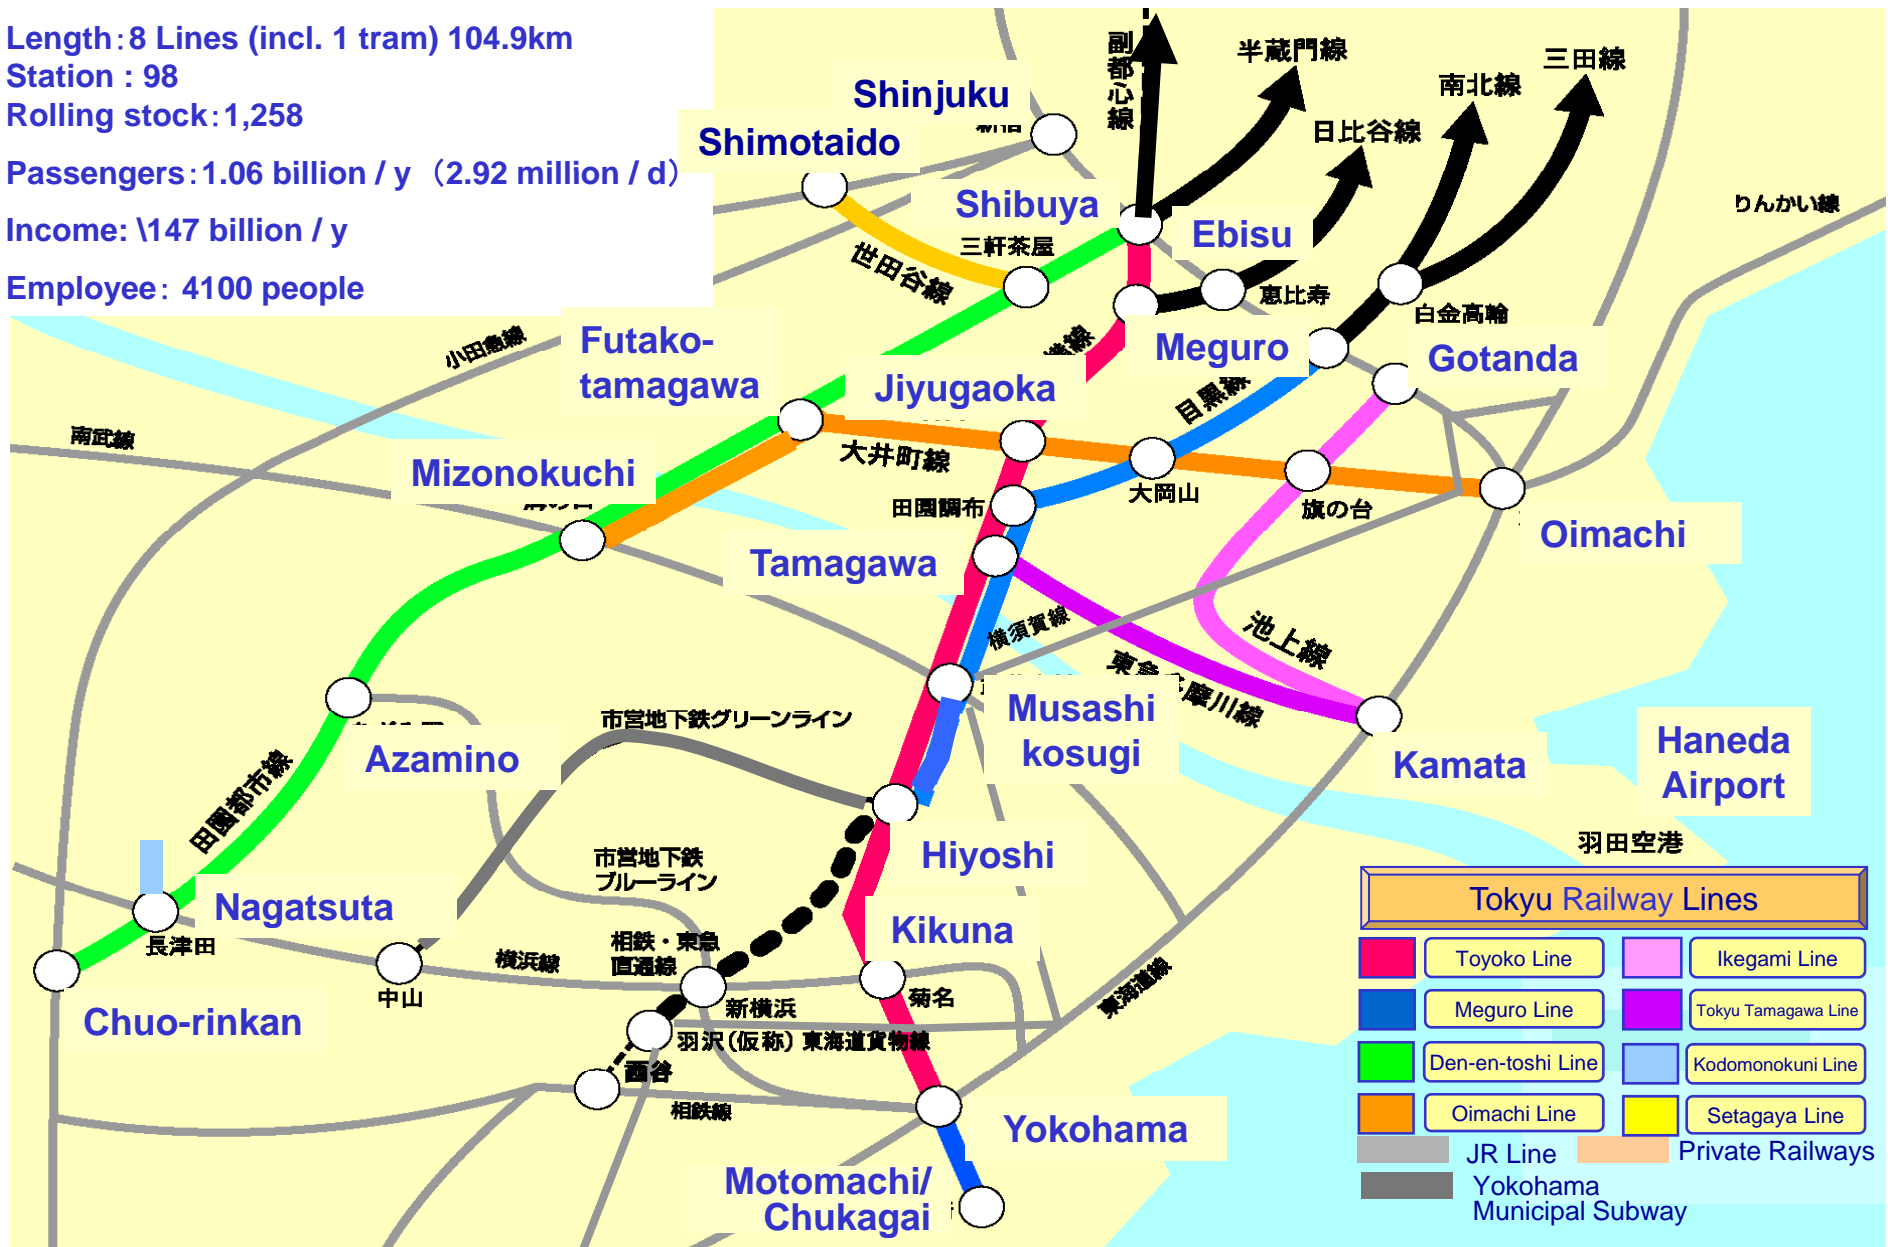 Length:8 Lines (incl. 1 tram) 104.9km
Station : 98
Rolling stock:1,258
Passengers:1.06 billion / y（2.92 million / d）
Income: \147 billion / y
Employee: 4100 people
副都心線
半蔵門線
三田線
南北線
日比谷線
りんかい線
Shinjuku
Shimotaido
Shibuya
Ebisu
三軒茶屋
世田谷線
恵比寿
白金高輪
小田急線
Futako-
tamagawa
横線
Meguro
Gotanda
Jiyugaoka
目黒線
南武線
大井町線
Mizonokuchi
大岡山
田園調布
旗の台
Oimachi
Tamagawa
横須賀線
池上線
東急多摩川線
市営地下鉄グリーンライン
Musashi
kosugi
Azamino
Kamata
Haneda
Airport
田園都市線
羽田空港
Hiyoshi
市営地下鉄
ブルーライン
Nagatsuta
長津田
Kikuna
相鉄・東急
直通線
横浜線
中山
菊名
新横浜
東海道線
Chuo-rinkan
羽沢(仮称)
東海道貨物線
西谷
相鉄線
Yokohama
Motomachi/
Chukagai
Tokyu Railway Lines
Toyoko Line
Ikegami Line
Meguro Line
Tokyu Tamagawa Line
Den-en-toshi Line
Kodomonokuni Line
Oimachi Line
Setagaya Line
JR Line
Private Railways
Yokohama
Municipal Subway